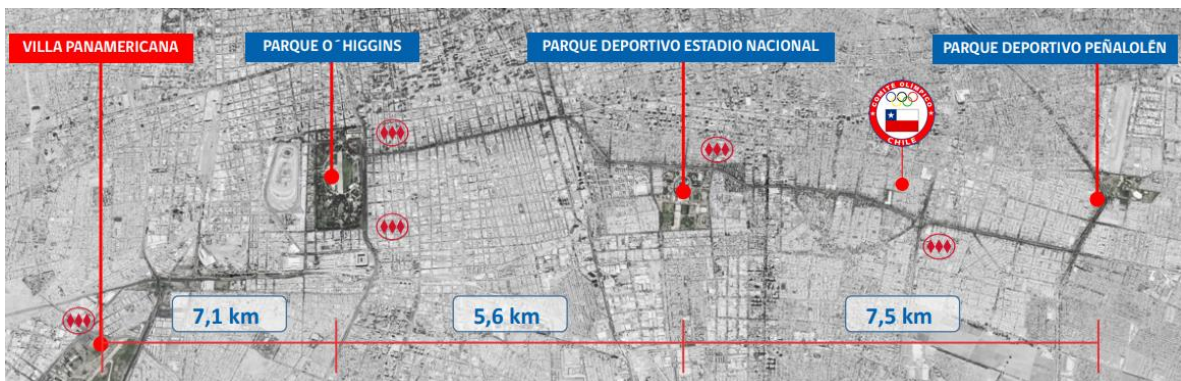 VILLA PANAMERICANA
PARQUE O´HIGGINS
PARQUE DEPORTIVO ESTADIO NACIONAL
PARQUE DEPORTIVO PEÑALOLÉN
COMITÉ OLÍMPICO
CHILE
7,1 km
5,6 km
7,5 km